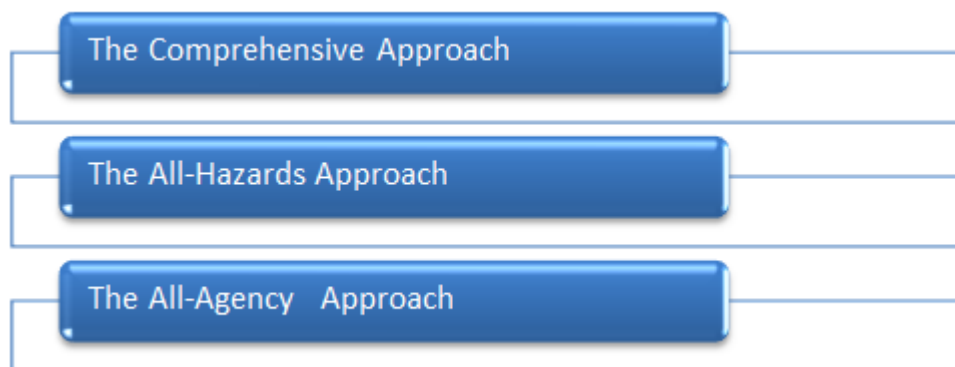 The Comprehensive Approach
The All-Hazards Approach
The All-Agency Approach